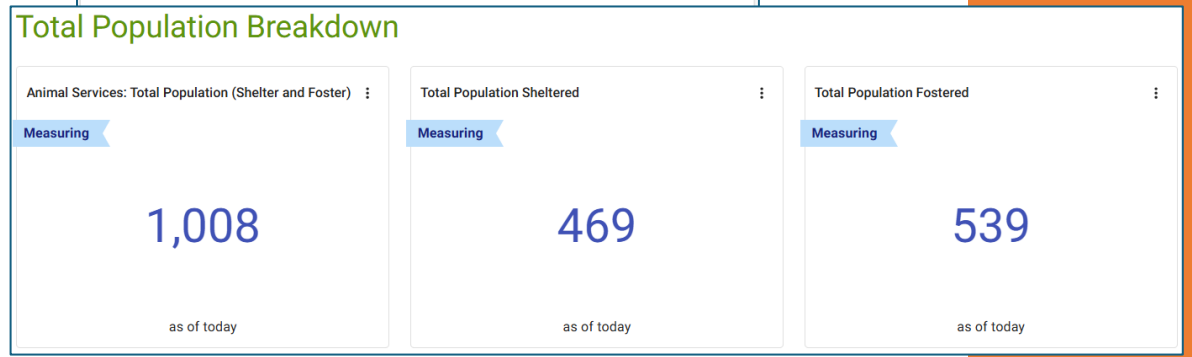 Total Population Breakdown
Animal Services: Total Population (Shelter and Foster)
Measuring
1,008
as of today
Total Population Sheltered
Measuring
469
as of today
Total Population Fostered
Measuring
539
as of today